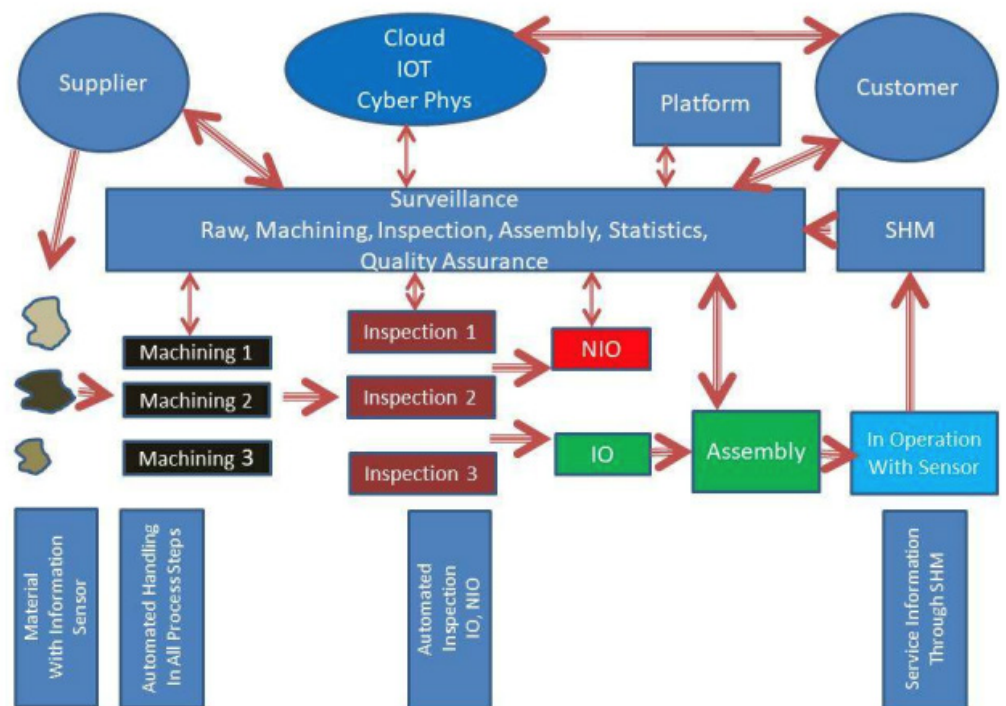 Supplier
Cloud
IOT
Cyber Phys
Platform
Customer
Surveillance
Raw, Machining, Inspection, Assembly, Statistics,
Quality Assurance
SHM
Machining 1
Machining 2
Machining 3
Inspection 1
Inspection 2
Inspection 3
NIO
IO
Assembly
In Operation
With Sensor
Material
With Information
Sensor
Automated Handling
In All Process Steps
Automated
Inspection
IO, NIO
Service Information
Through SHM